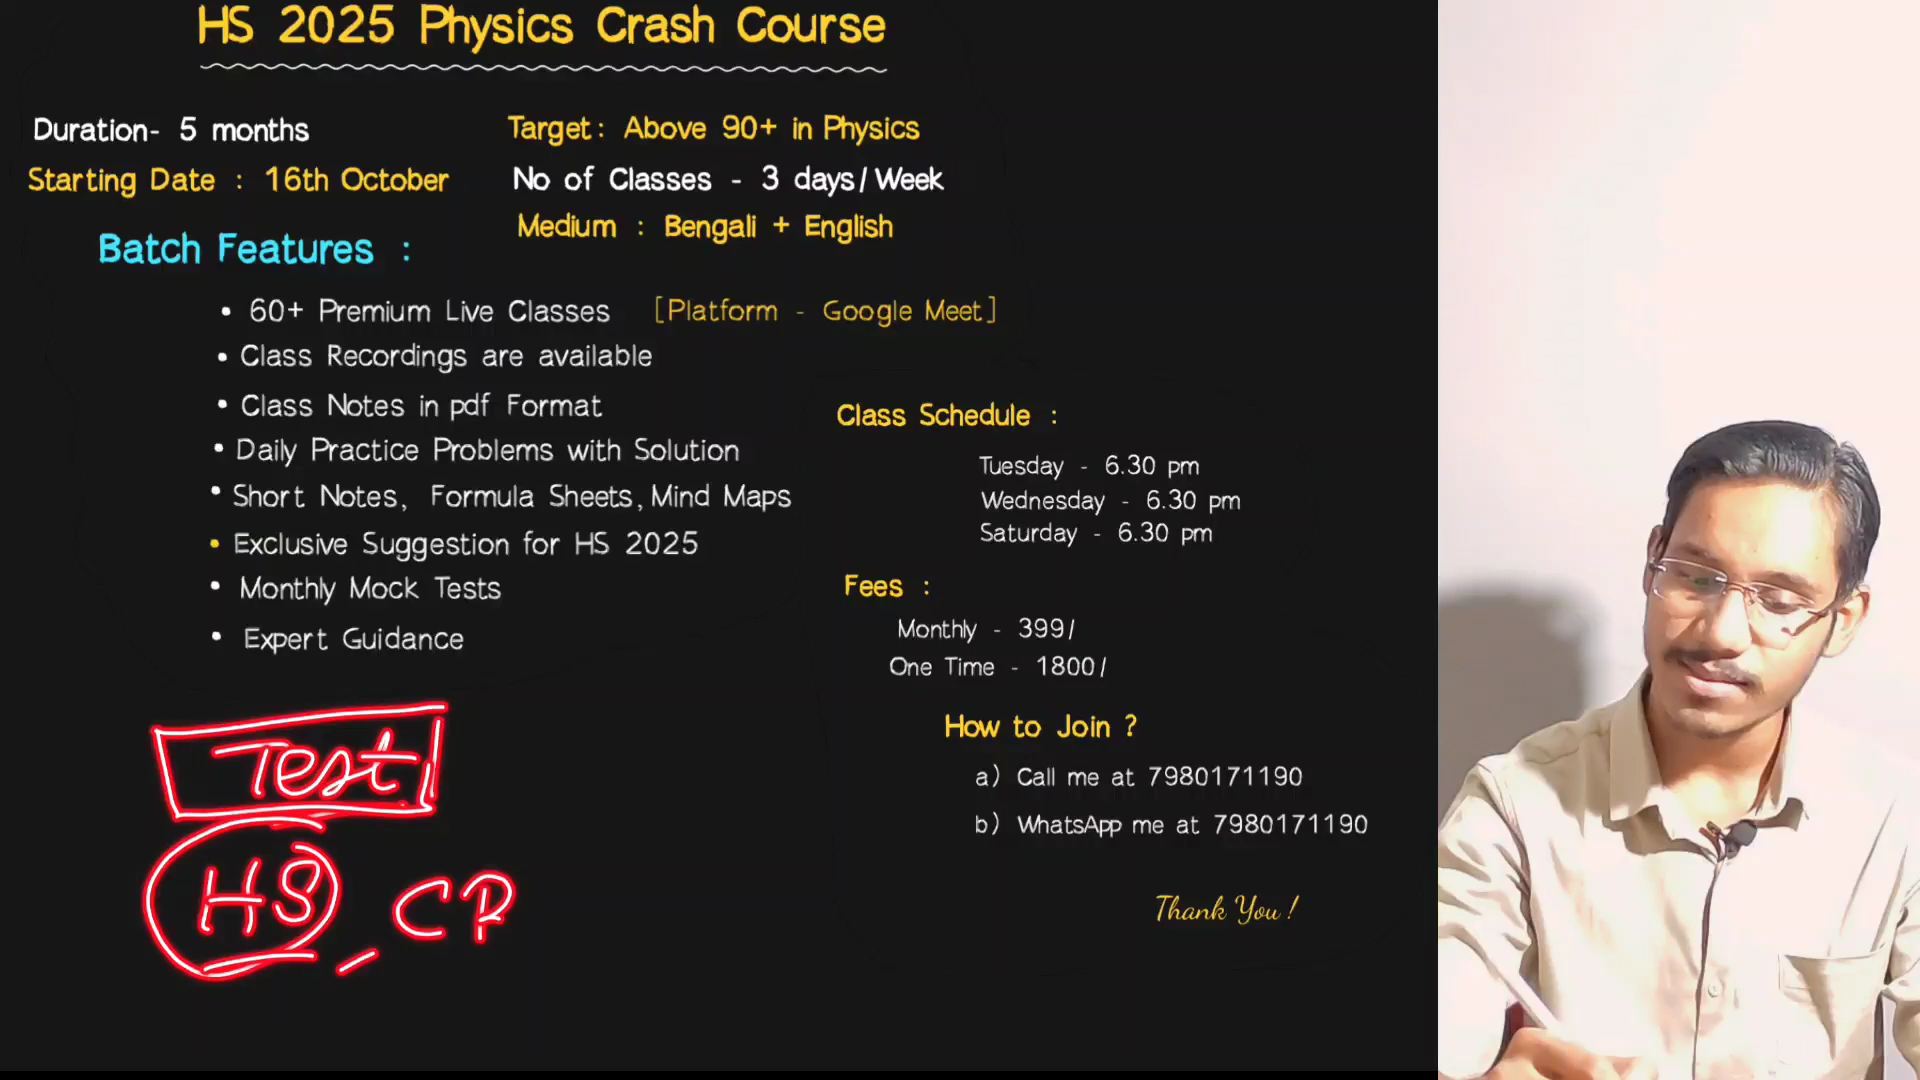 HS 2025 Physics Crash Course
Duration- 5 months
Starting Date : 16th October
Target: Above 90+ in Physics
No of Classes - 3 days/Week
Medium : Bengali + English
Batch Features :
• 60+ Premium Live Classes [Platform - Google Meet]
• Class Recordings are available
• Class Notes in pdf Format
• Daily Practice Problems with Solution
• Short Notes, Formula Sheets, Mind Maps
• Exclusive Suggestion for HS 2025
• Monthly Mock Tests
• Expert Guidance
Class Schedule :
Tuesday - 6.30 pm
Wednesday - 6.30 pm
Saturday - 6.30 pm
Fees :
Monthly - 399/
One Time - 1800/
How to Join ?
a) Call me at 7980171190
b) WhatsApp me at 7980171190
Thank You !
Test
HS